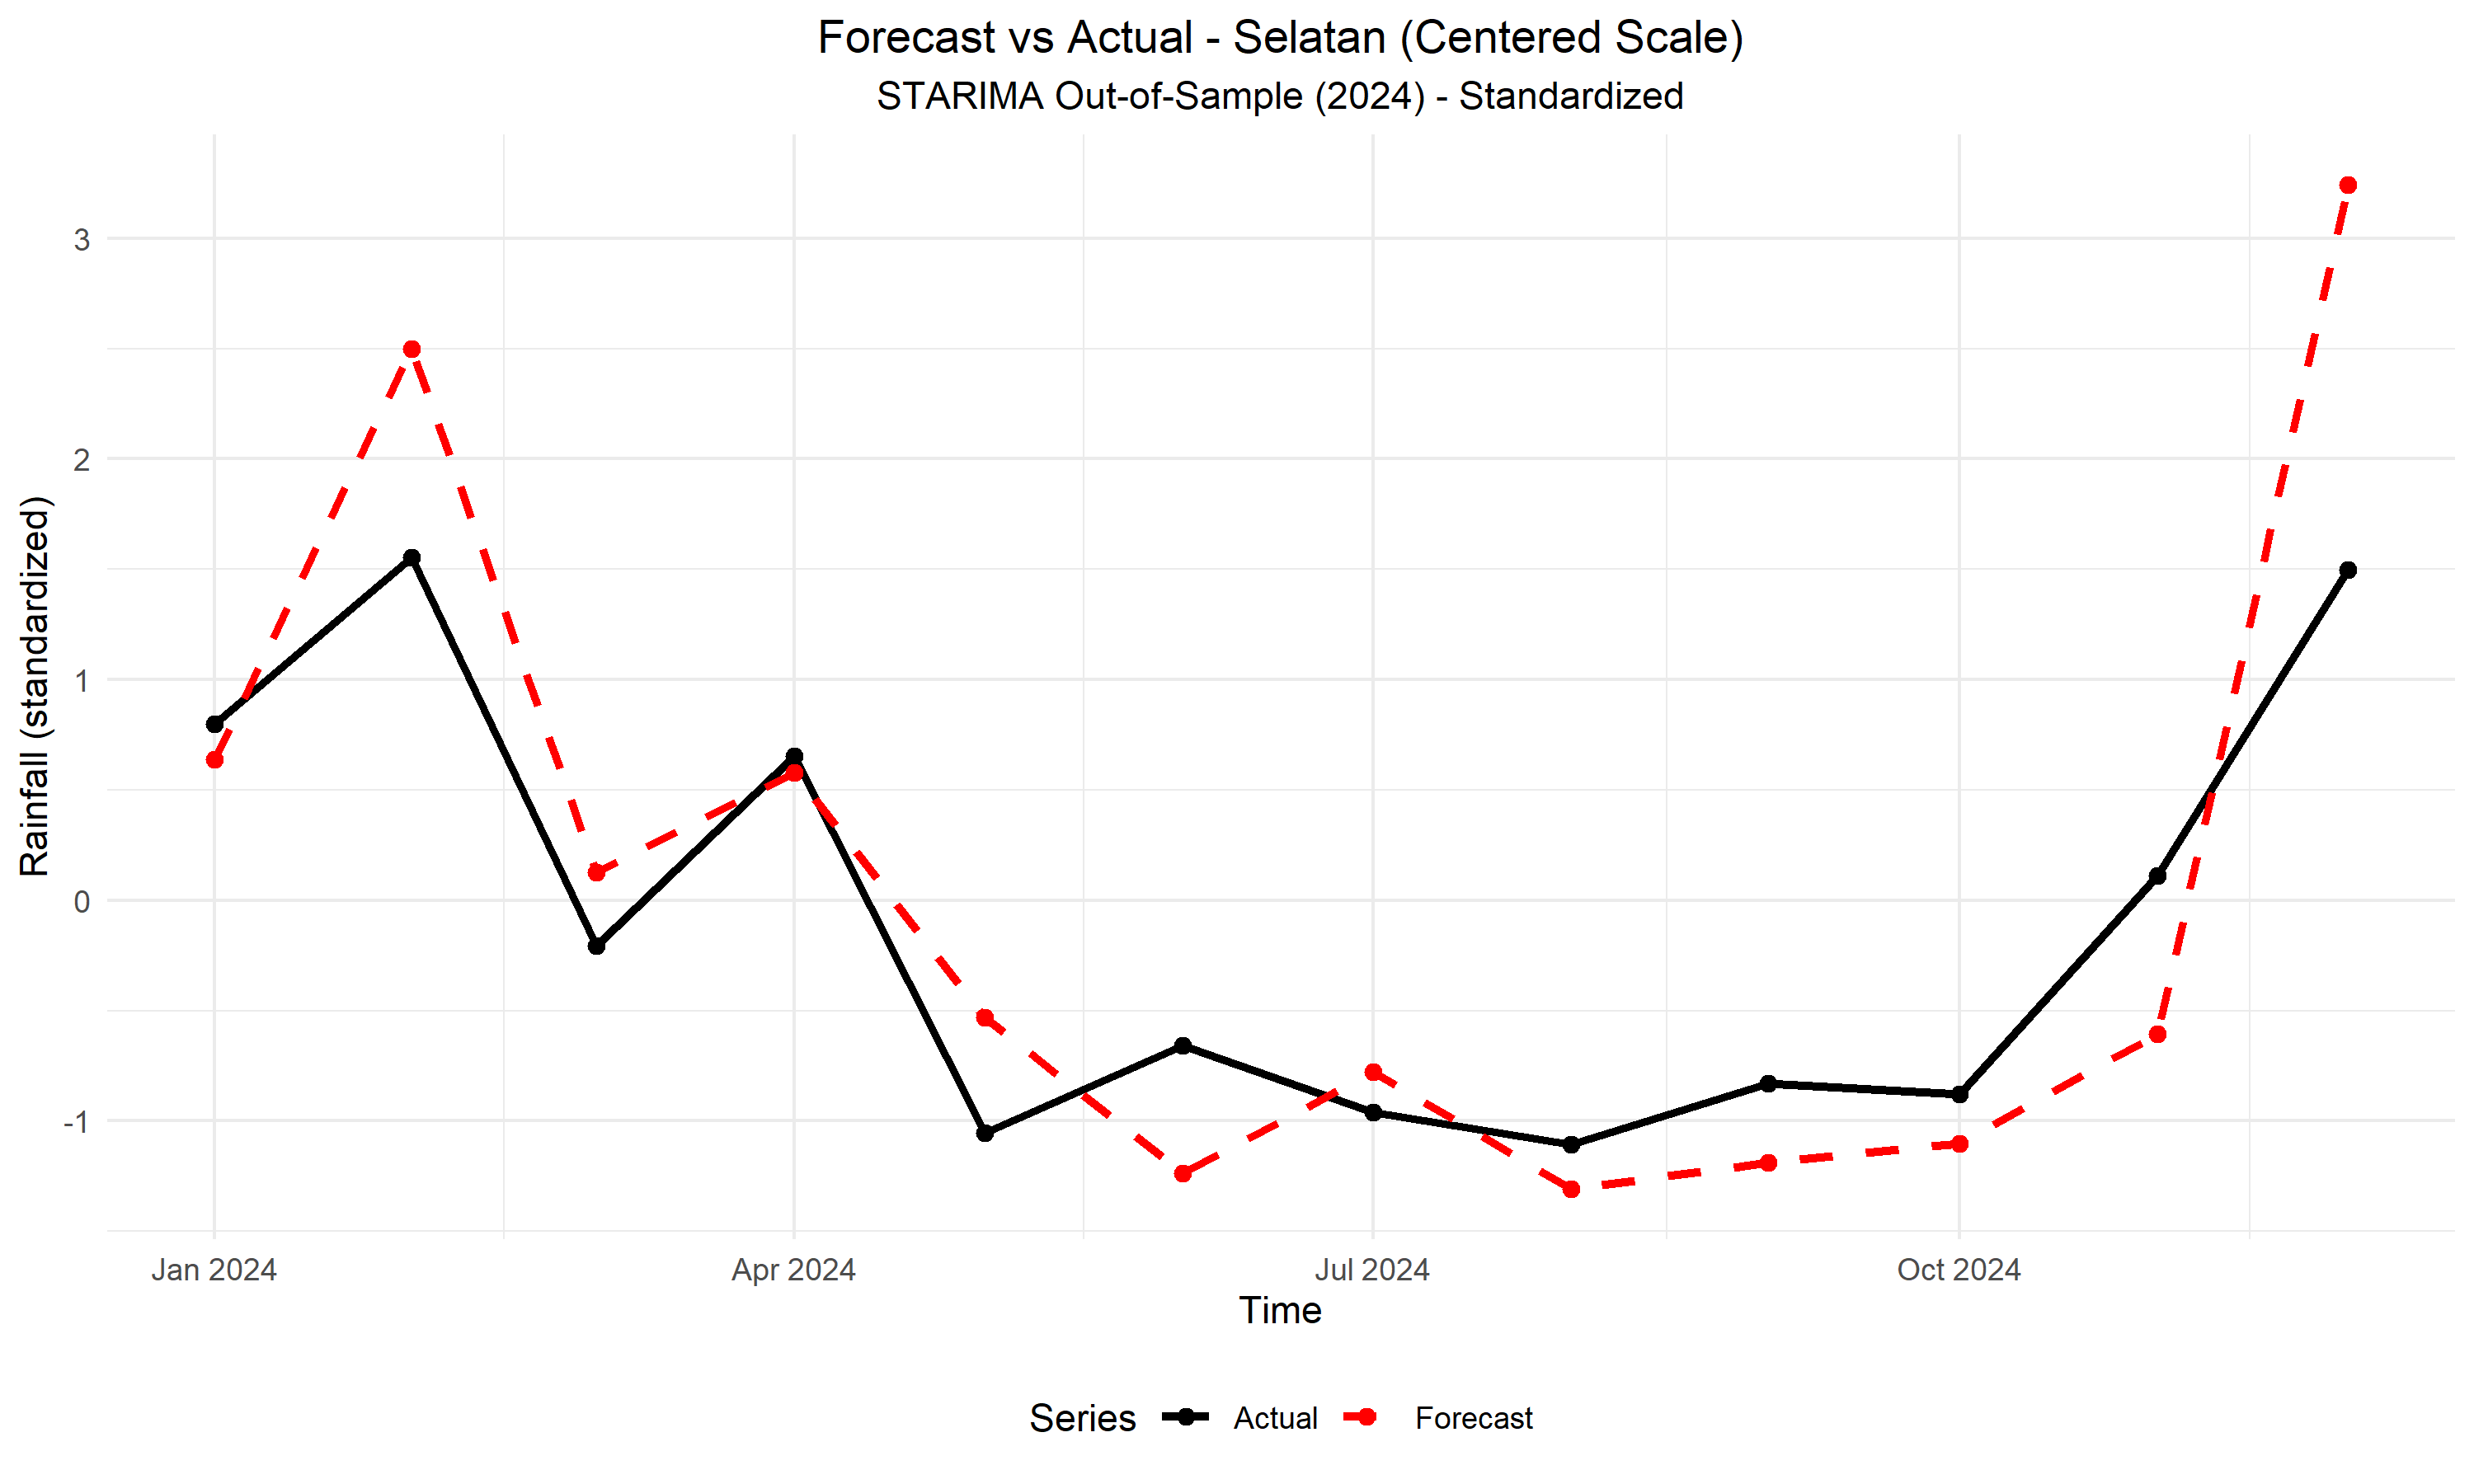 Forecast vs Actual - Selatan (Centered Scale)
STARIMA Out-of-Sample (2024) - Standardized
Rainfall (standardized)
3
2
1
0
-1
Jan 2024 Apr 2024 Jul 2024 Oct 2024
Time
Series Actual Forecast